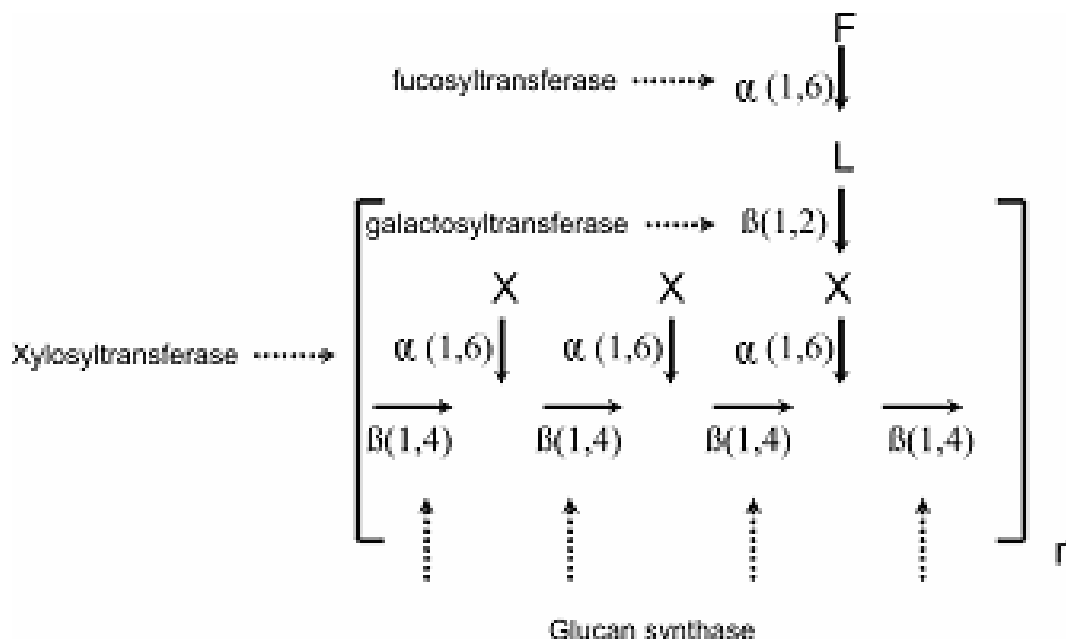 F
fucosyltransferase α (1,6)
L
galactosyltransferase ß(1,2)
X X X
Xylosyltransferase α (1,6) α (1,6) α (1,6)
ß(1,4) ß(1,4) ß(1,4) ß(1,4)
Glucan synthase